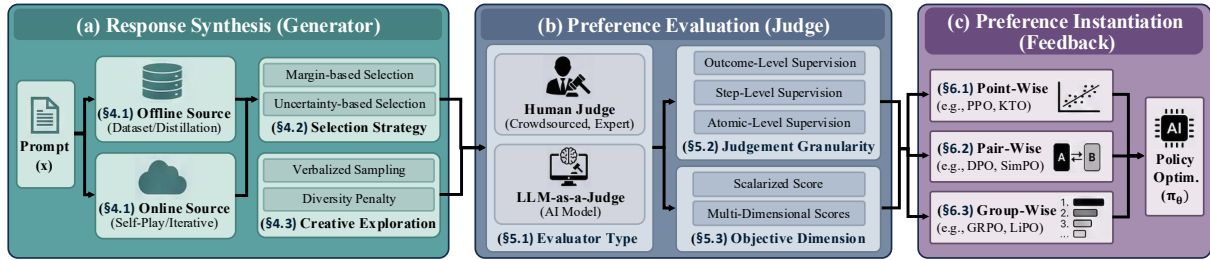 (a) Response Synthesis (Generator)
Prompt
(x)
(§4.1) Offline Source
(Dataset/Distillation)
(§4.1) Online Source
(Self-Play/Iterative)
Margin-based Selection
Uncertainty-based Selection
(§4.2) Selection Strategy
Verbalized Sampling
Diversity Penalty
(§4.3) Creative Exploration
(b) Preference Evaluation (Judge)
Human Judge
(Crowdsourced, Expert)
LLM-as-a-Judge
(AI Model)
(§5.1) Evaluator Type
Outcome-Level Supervision
Step-Level Supervision
Atomic-Level Supervision
(§5.2) Judgement Granularity
Scalarized Score
Multi-Dimensional Scores
(§5.3) Objective Dimension
(c) Preference Instantiation
(Feedback)
(§6.1) Point-Wise
(e.g., PPO, KTO)
(§6.2) Pair-Wise
(e.g., DPO, SimPO)
A B
(§6.3) Group-Wise
(e.g., GRPO, LiPO)
1.
2.
3.
...
AI
Policy
Optim.
(πθ)